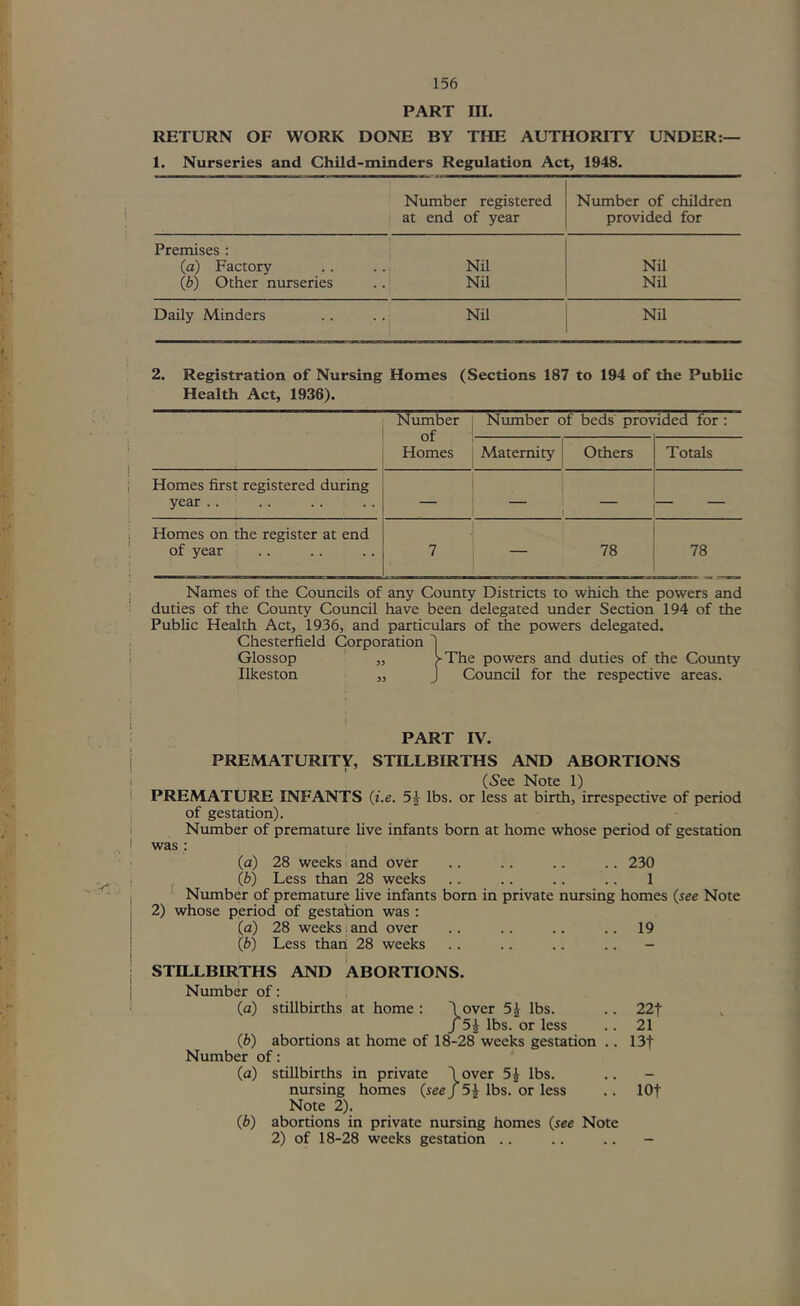 156
PART III.
RETURN OF WORK DONE BY THE AUTHORITY UNDER:—
1. Nurseries and Child-minders Regulation Act, 1948.
Number registered at end of year | Number of children provided for
Premises :
(a) Factory .. .. Nil | Nil
(b) Other nurseries .. Nil | Nil
Daily Minders .. .. Nil | Nil
2. Registration of Nursing Homes (Sections 187 to 194 of the Public
Health Act, 1936).
Number of Homes | Number of beds provided for :
Maternity | Others | Totals
Homes first registered during
year .. .. .. .. — | — | — | — —
Homes on the register at end
of year .. .. .. 7 | — | 78 | 78
Names of the Councils of any County Districts to which the powers and
duties of the County Council have been delegated under Section 194 of the
Public Health Act, 1936, and particulars of the powers delegated.
Chesterfield Corporation }
Glossop „ } The powers and duties of the County
Ilkeston „ } Council for the respective areas.
PART IV.
PREMATURITY, STILLBIRTHS AND ABORTIONS
(See Note 1)
PREMATURE INFANTS (i.e. 5½ lbs. or less at birth, irrespective of period
of gestation).
Number of premature live infants born at home whose period of gestation
was :
(a) 28 weeks and over .. .. .. .. 230
(b) Less than 28 weeks .. .. .. .. 1
Number of premature live infants born in private nursing homes (see Note
2) whose period of gestation was :
(a) 28 weeks and over .. .. .. .. 19
(b) Less than 28 weeks .. .. .. .. –
STILLBIRTHS AND ABORTIONS.
Number of :
(a) stillbirths at home : } over 5½ lbs. .. 22†
} 5½ lbs. or less .. 21
(b) abortions at home of 18-28 weeks gestation .. 13†
Number of :
(a) stillbirths in private } over 5½ lbs. .. –
nursing homes (see } 5½ lbs. or less .. 10†
Note 2).
(b) abortions in private nursing homes (see Note
2) of 18-28 weeks gestation .. .. .. –